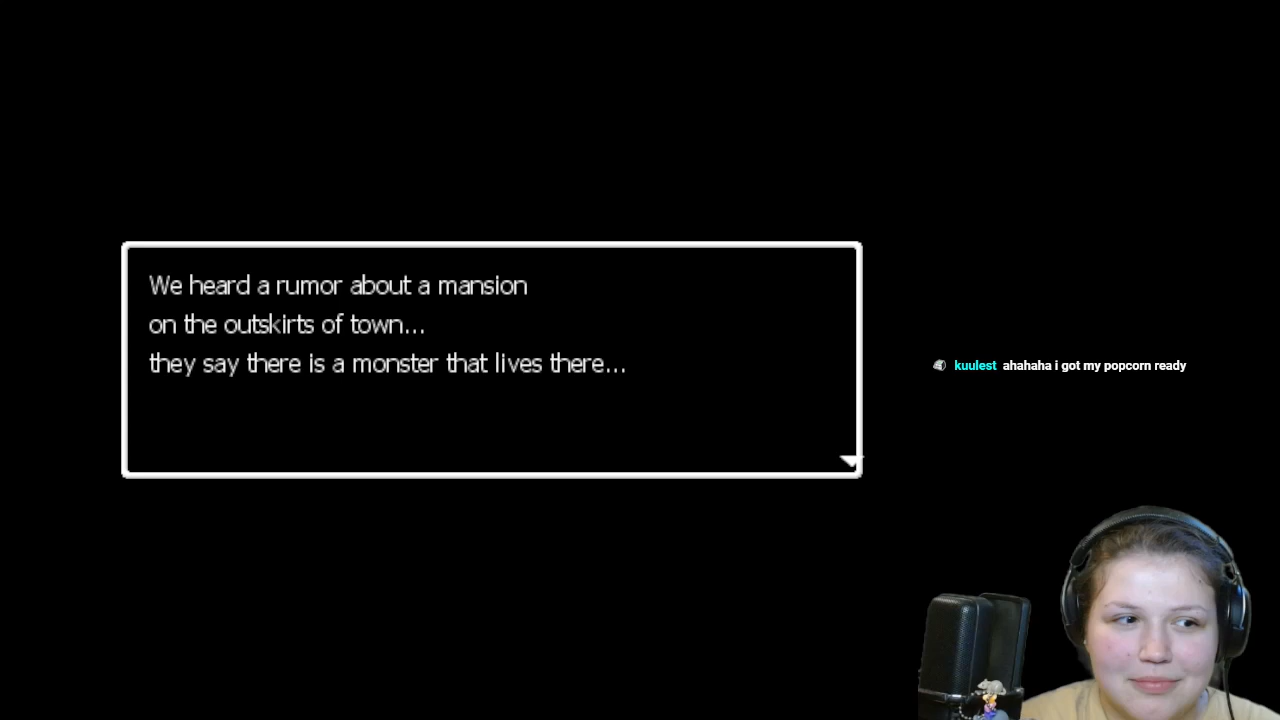 We heard a rumor about a mansion
on the outskirts of town...
they say there is a monster that lives there...
kuulest ahahaha i got my popcorn ready